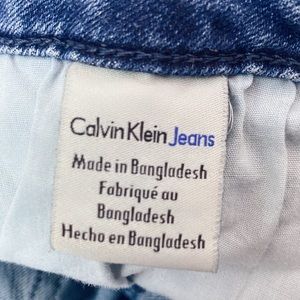 Calvin Klein Jeans
Made in Bangladesh
Fabriqué au
Bangladesh
Hecho en Bangladesh